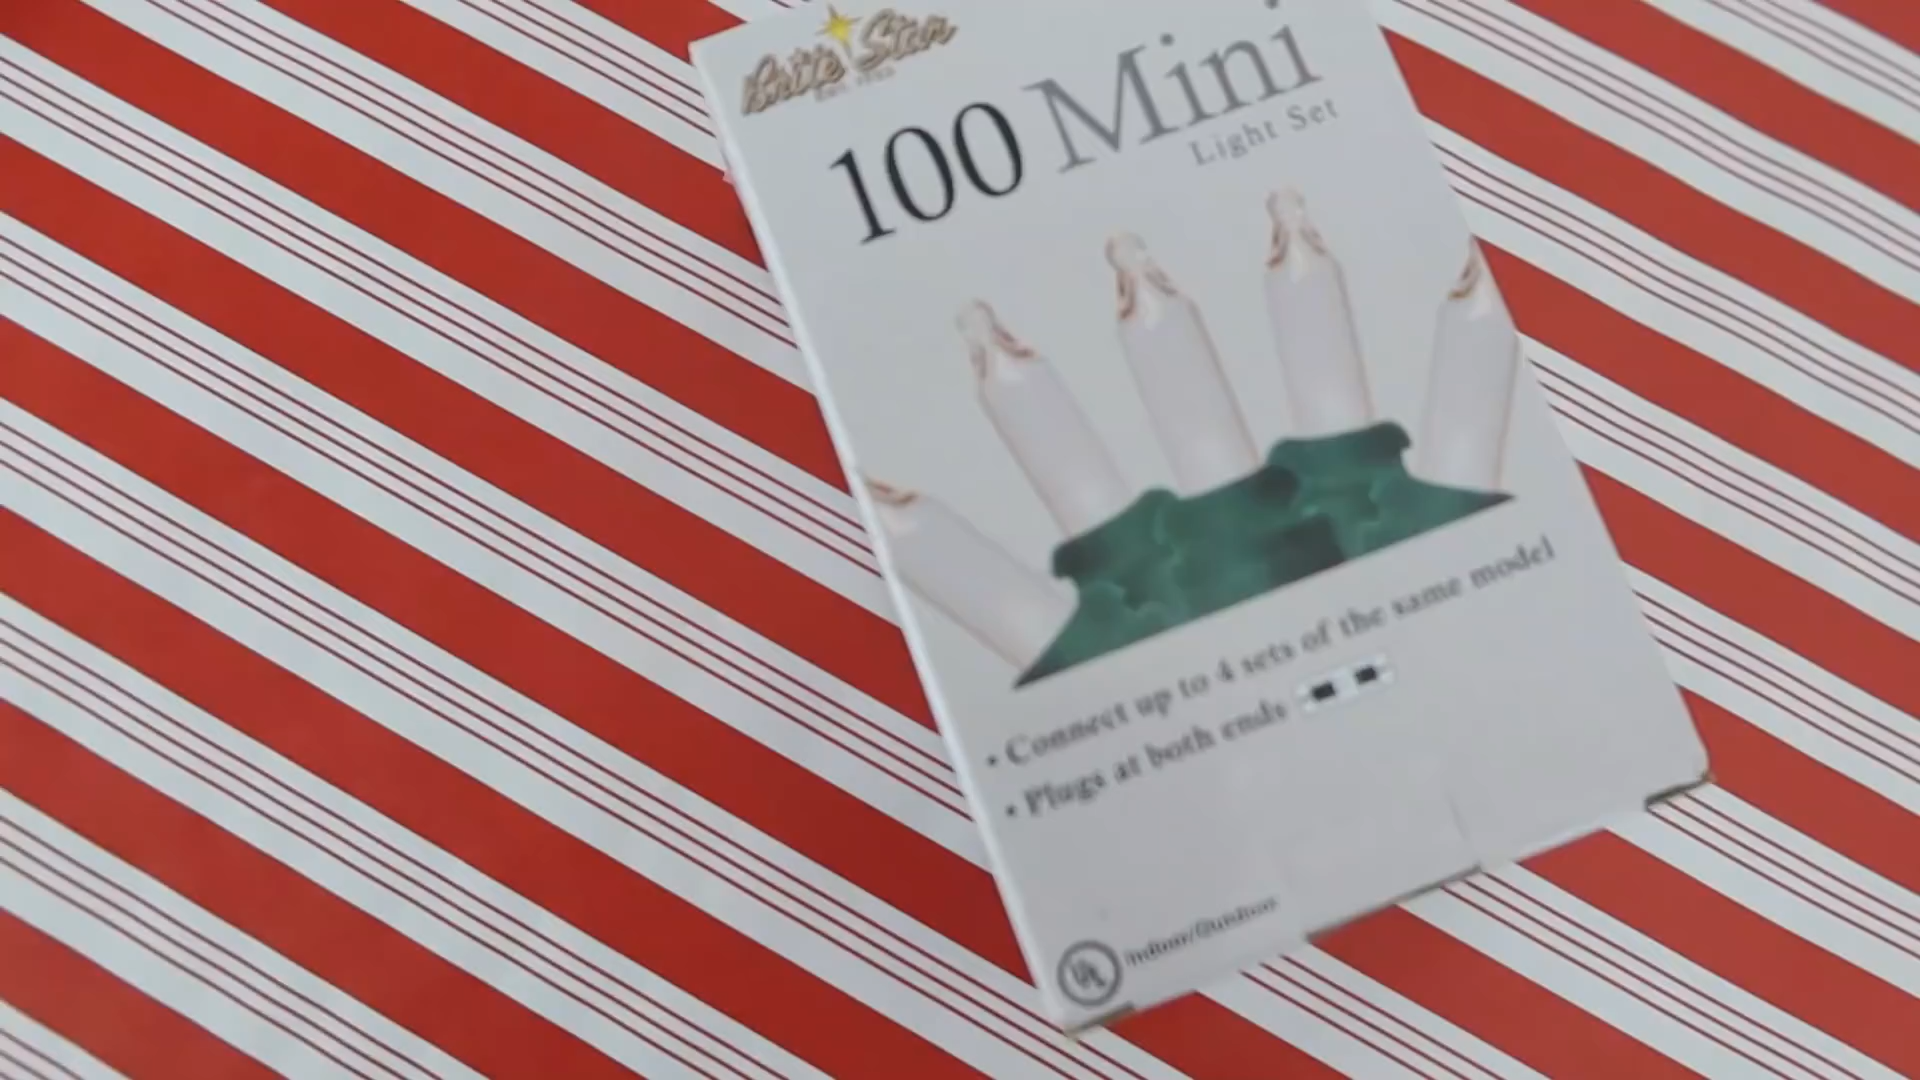 Brite Star
100 Mini
Light Set
• Connect up to 4 sets of the same model
• Plugs at both ends
UL
Indoor/Outdoor